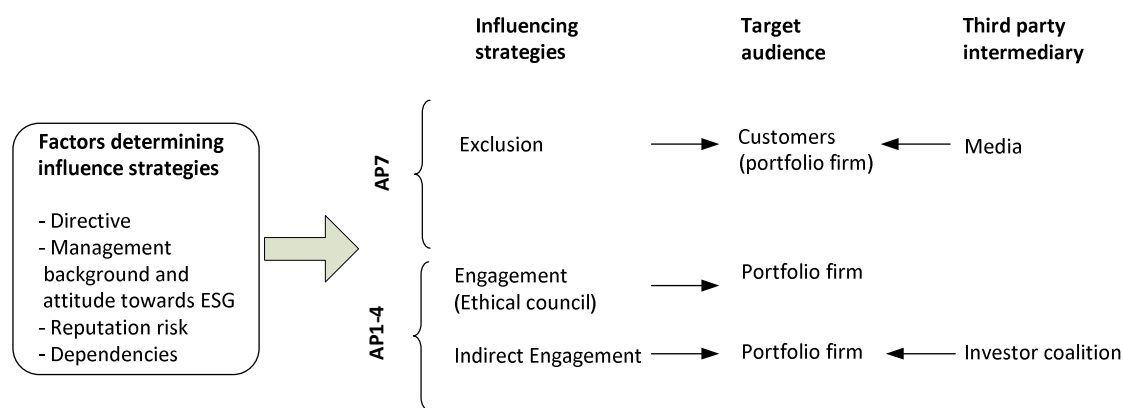 Influencing
strategies
Target
audience
Third party
intermediary
Factors determining
influence strategies
- Directive
- Management
background and
attitude towards ESG
- Reputation risk
- Dependencies
AP7
Exclusion
Customers
(portfolio firm)
Media
AP1-4
Engagement
(Ethical council)
Portfolio firm
Indirect Engagement
Portfolio firm
Investor coalition